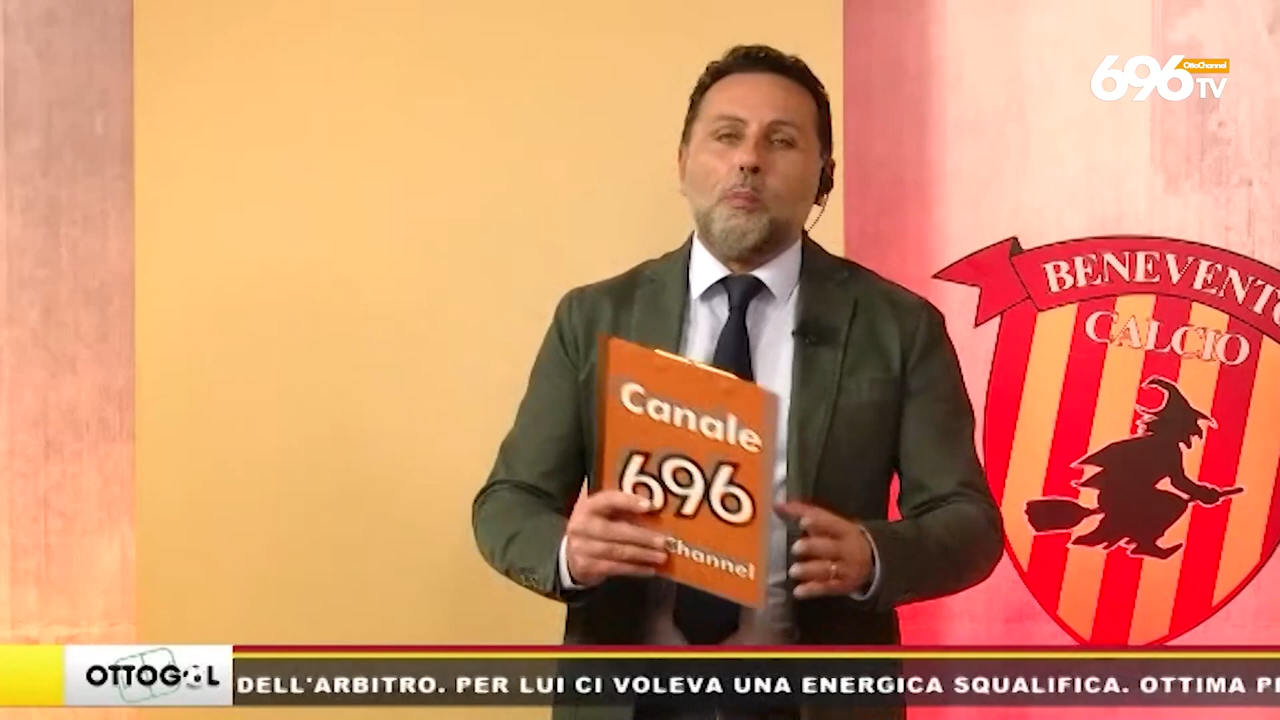 696
OttoChannel
TV
BENEVENTO
CALCIO
Canale
696
Channel
OTTOGOL
DELL'ARBITRO. PER LUI CI VOLEVA UNA ENERGICA SQUALIFICA. OTTIMA